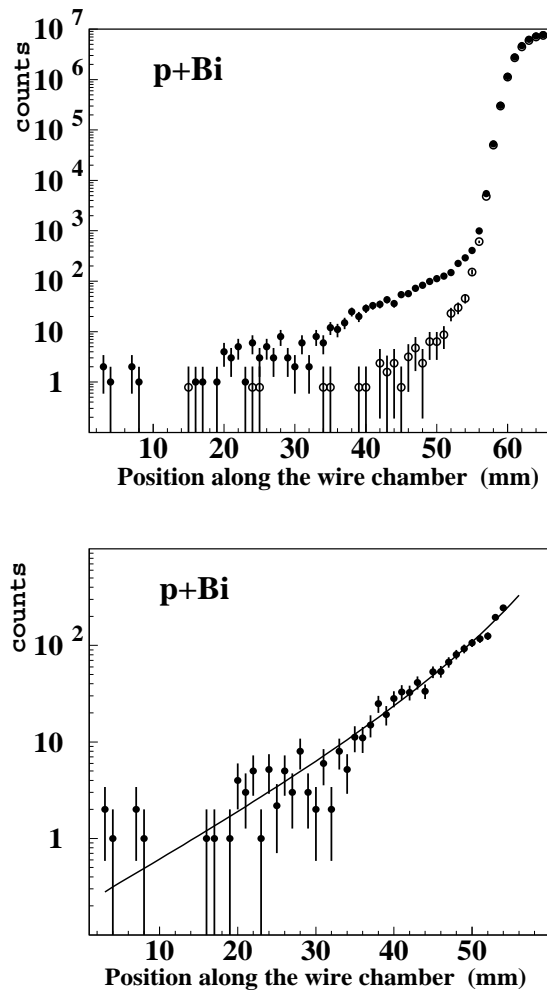 p+Bi
counts
10^7
10^6
10^5
10^4
10^3
10^2
10
1
10 20 30 40 50 60
Position along the wire chamber (mm)
p+Bi
counts
10^2
10
1
10 20 30 40 50
Position along the wire chamber (mm)